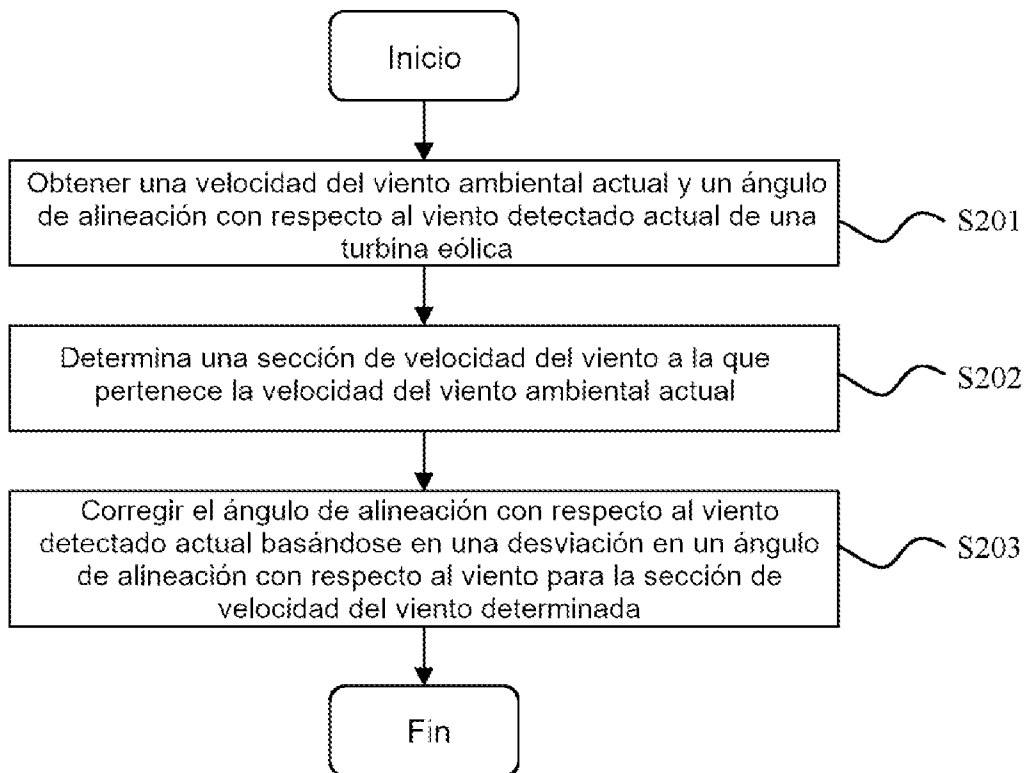 Inicio
Obtener una velocidad del viento ambiental actual y un ángulo
de alineación con respecto al viento detectado actual de una
turbina eólica
S201
Determina una sección de velocidad del viento a la que
pertenece la velocidad del viento ambiental actual
S202
Corregir el ángulo de alineación con respecto al viento
detectado actual basándose en una desviación en un ángulo
de alineación con respecto al viento para la sección de
velocidad del viento determinada
S203
Fin